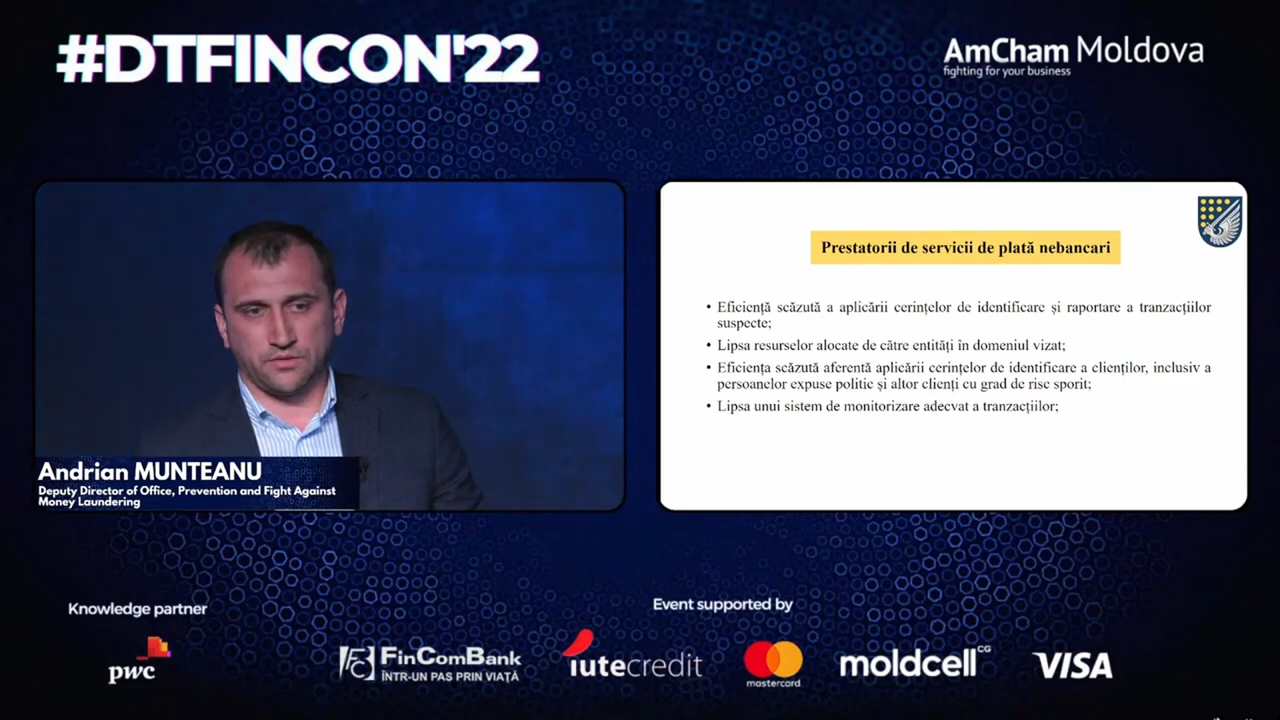 #DTFINCON'22
AmCham Moldova
fighting for your business
Prestatorii de servicii de plată nebancari
• Eficiență scăzută a aplicării cerințelor de identificare și raportare a tranzacțiilor
suspecte;
• Lipsa resurselor alocate de către entități în domeniul vizat;
• Eficiența scăzută aferentă aplicării cerințelor de identificare a clienților, inclusiv a
persoanelor expuse politic și altor clienți cu grad de risc sporit;
• Lipsa unui sistem de monitorizare adecvat a tranzacțiilor;
Andrian MUNTEANU
Deputy Director of Office, Prevention and Fight Against
Money Laundering
Knowledge partner
Event supported by
pwc
FinComBank
ÎNTR-UN PAS PRIN VIAȚĂ
iutecredit
mastercard
moldcell CG
VISA